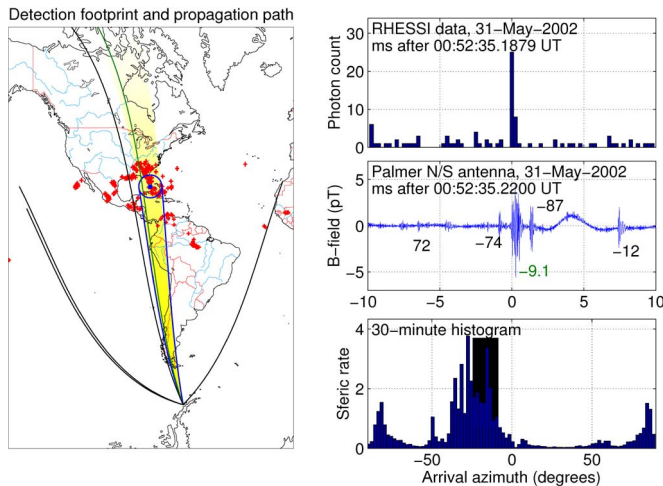 Detection footprint and propagation path
RHESSI data, 31−May−2002
ms after 00:52:35.1879 UT
Photon count
30
20
10
0
Palmer N/S antenna, 31−May−2002
ms after 00:52:35.2200 UT
B−field (pT)
5
0
−5
−87
72
−74
−12
−9.1
−10
−5
0
5
10
30−minute histogram
Sferic rate
4
3
2
1
0
−50
0
50
Arrival azimuth (degrees)